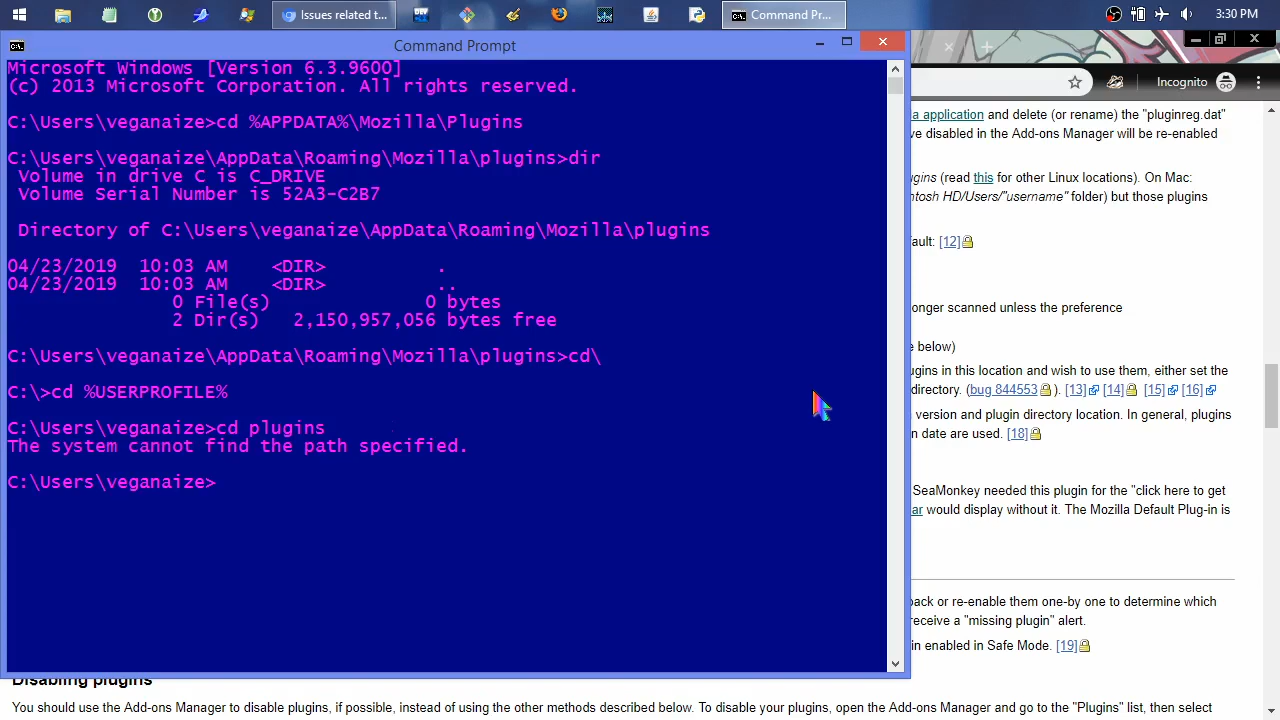 Issues related t...
Command Pr...
3:30 PM
Command Prompt
Incognito
Microsoft Windows [Version 6.3.9600]
(c) 2013 Microsoft Corporation. All rights reserved.
C:\Users\veganaize>cd %APPDATA%\Mozilla\Plugins
C:\Users\veganaize\AppData\Roaming\Mozilla\plugins>dir
Volume in drive C is C_DRIVE
Volume Serial Number is 52A3-C2B7
Directory of C:\Users\veganaize\AppData\Roaming\Mozilla\plugins
04/23/2019  10:03 AM    <DIR>          .
04/23/2019  10:03 AM    <DIR>          ..
0 File(s)              0 bytes
2 Dir(s)   2,150,957,056 bytes free
C:\Users\veganaize\AppData\Roaming\Mozilla\plugins>cd\
C:\>cd %USERPROFILE%
C:\Users\veganaize>cd plugins
The system cannot find the path specified.
C:\Users\veganaize>
a application and delete (or rename) the "pluginreg.dat"
ve disabled in the Add-ons Manager will be re-enabled
ugins (read this for other Linux locations). On Mac:
ntosh HD/Users/"username" folder) but those plugins
fault: [12]
onger scanned unless the preference
e below)
ugins in this location and wish to use them, either set the
directory. (bug 844553 ). [13] [14] [15] [16]
version and plugin directory location. In general, plugins
n date are used. [18]
SeaMonkey needed this plugin for the "click here to get
ar would display without it. The Mozilla Default Plug-in is
back or re-enable them one-by one to determine which
receive a "missing plugin" alert.
in enabled in Safe Mode. [19]
Disabling plugins
You should use the Add-ons Manager to disable plugins, if possible, instead of using the other methods described below. To disable your plugins, open the Add-ons Manager and go to the "Plugins" list, then select